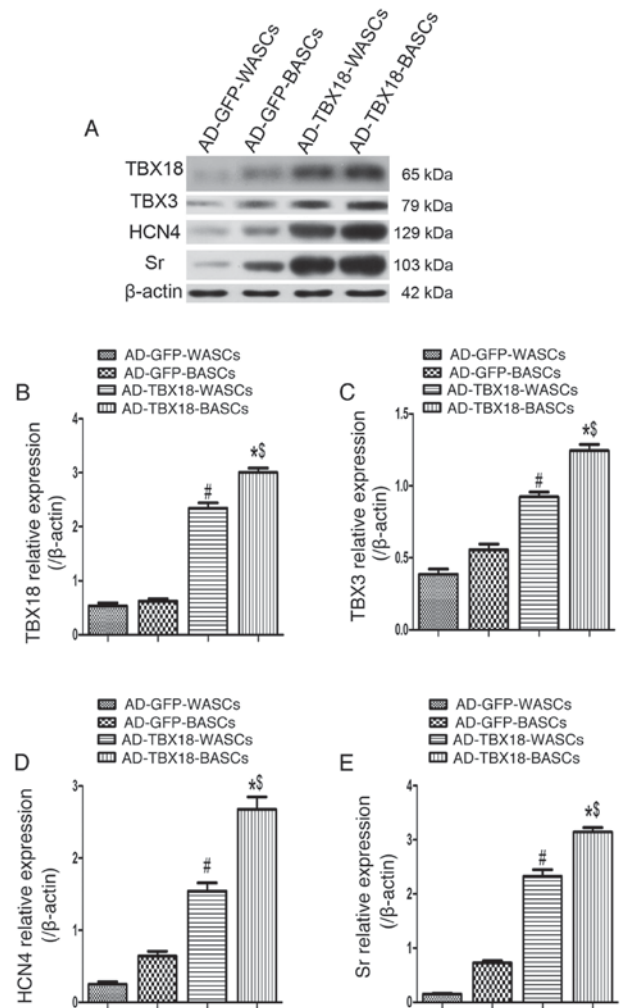 AD-GFP-WASCs
AD-GFP-BASCs
AD-TBX18-WASCs
AD-TBX18-BASCs
A
TBX18 65 kDa
TBX3 79 kDa
HCN4 129 kDa
Sr 103 kDa
β-actin 42 kDa
B
AD-GFP-WASCs
AD-GFP-BASCs
AD-TBX18-WASCs
AD-TBX18-BASCs
TBX18 relative expression
(/β-actin)
4
3
2
1
0
#
*$
C
AD-GFP-WASCs
AD-GFP-BASCs
AD-TBX18-WASCs
AD-TBX18-BASCs
TBX3 relative expression
(/β-actin)
1.5
1.0
0.5
0.0
#
*$
D
AD-GFP-WASCs
AD-GFP-BASCs
AD-TBX18-WASCs
AD-TBX18-BASCs
HCN4 relative expression
(/β-actin)
3
2
1
0
#
*$
E
AD-GFP-WASCs
AD-GFP-BASCs
AD-TBX18-WASCs
AD-TBX18-BASCs
Sr relative expression
(/β-actin)
4
3
2
1
0
#
*$